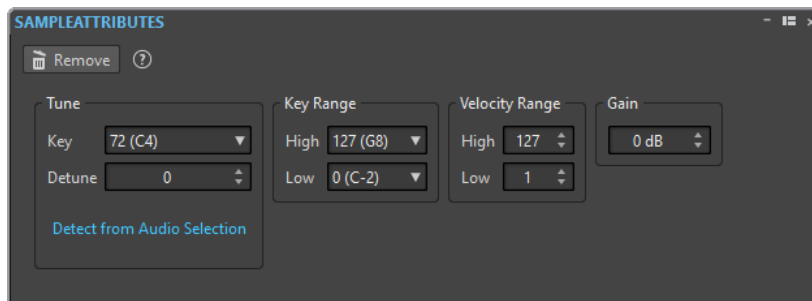 SAMPLEATTRIBUTES
Remove ?
Tune
Key 72 (C4)
Detune 0
Detect from Audio Selection
Key Range
High 127 (G8)
Low 0 (C-2)
Velocity Range
High 127
Low 1
Gain
0 dB